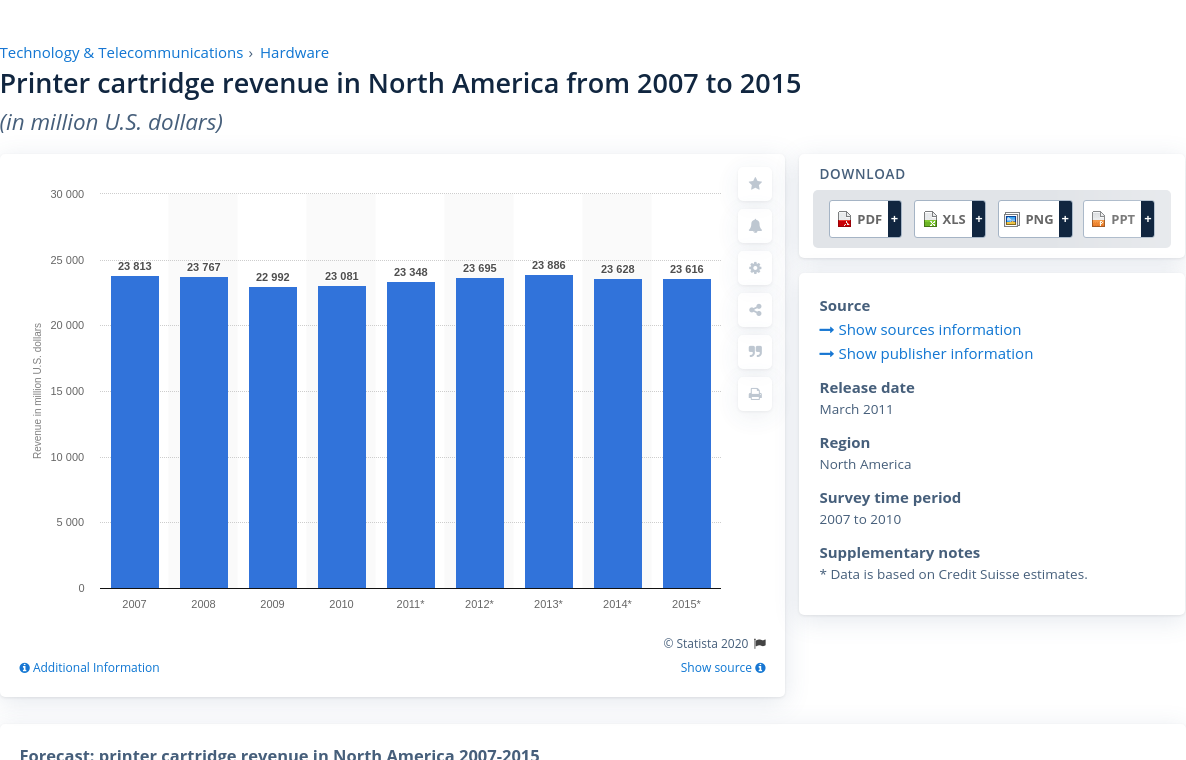 Technology & Telecommunications › Hardware
Printer cartridge revenue in North America from 2007 to 2015
(in million U.S. dollars)
30 000
25 000
20 000
15 000
10 000
5 000
0
Revenue in million U.S. dollars
23 813
23 767
22 992
23 081
23 348
23 695
23 886
23 628
23 616
2007
2008
2009
2010
2011*
2012*
2013*
2014*
2015*
© Statista 2020
Additional Information
Show source
DOWNLOAD
PDF +
XLS +
PNG +
PPT +
Source
Show sources information
Show publisher information
Release date
March 2011
Region
North America
Survey time period
2007 to 2010
Supplementary notes
* Data is based on Credit Suisse estimates.
Forecast: printer cartridge revenue in North America 2007-2015